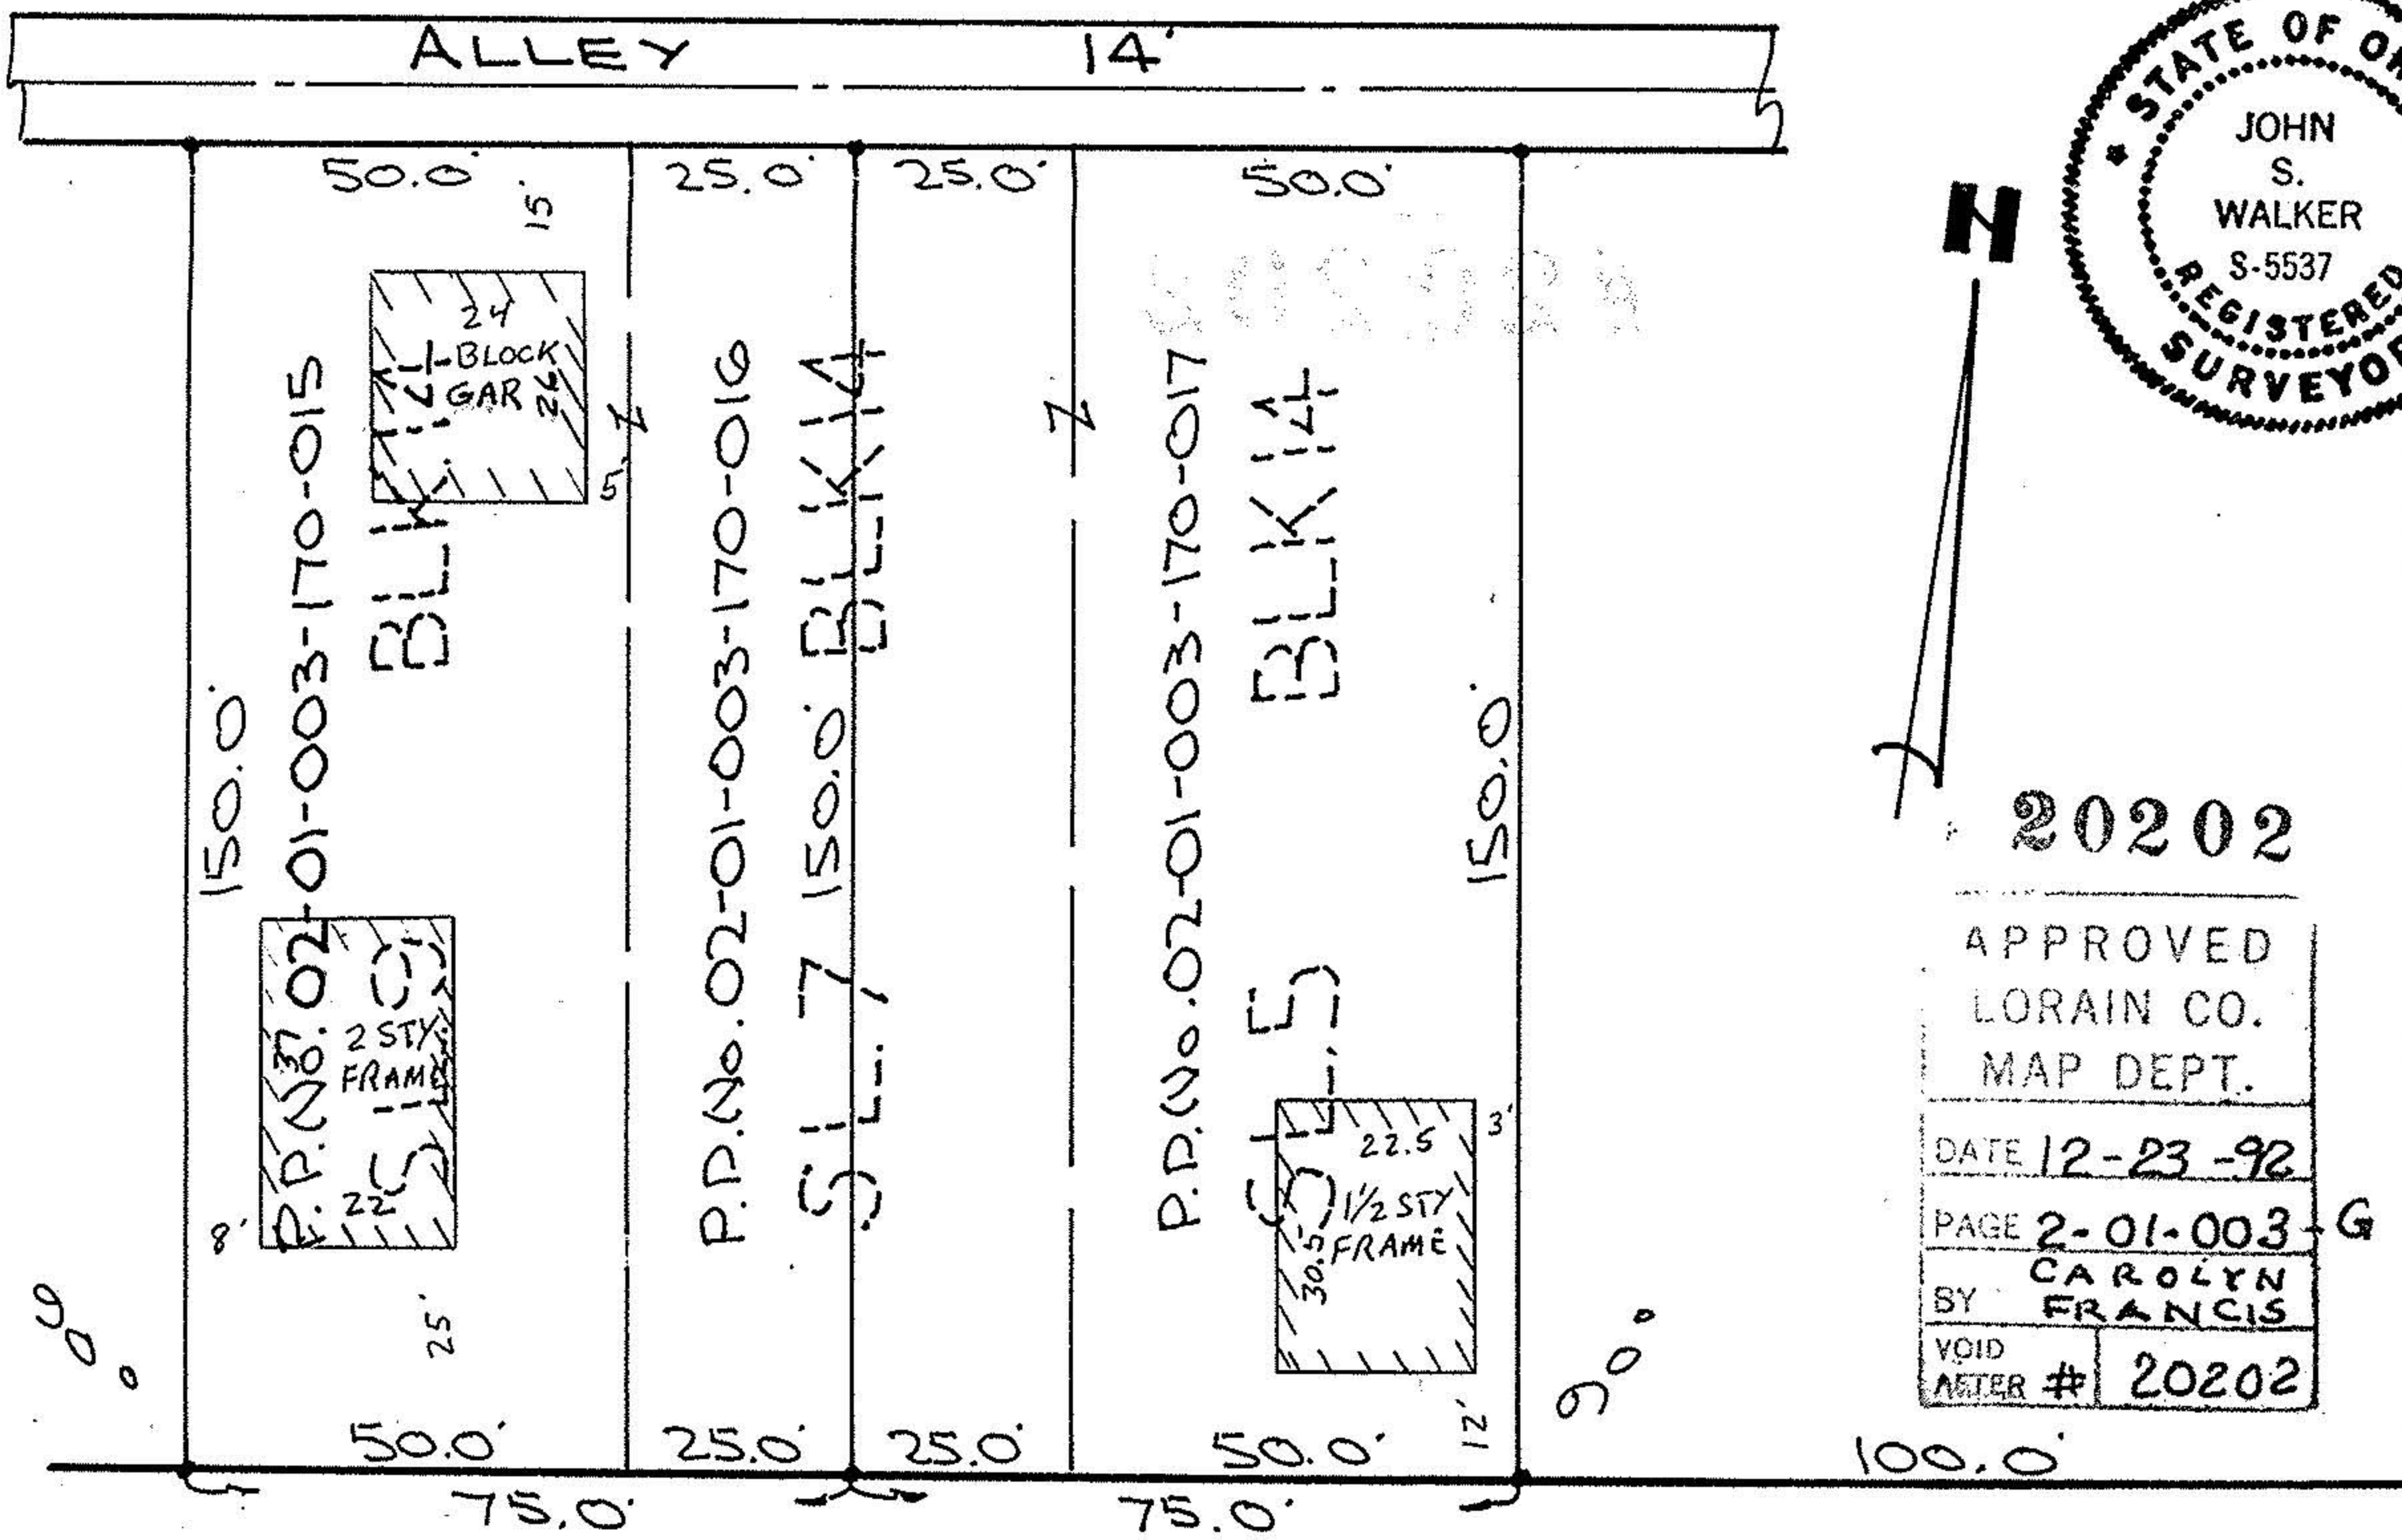 ALLEY 14'
STATE OF
JOHN
S.
WALKER
S-5537
REGISTERED
50.0' 25.0' 25.0' 50.0'
15'
24
BLOCK
GAR
26
5'
P.P.No. 02-01-003-170-015
BLK. 14
SL. 9
150.0'
2 STY.
FRAME
37
22
8'
25'
P.P.No. 02-01-003-170-016
SL. 7 BLK 14
150.0'
P.P.No. 02-01-003-170-017
SL. 5 BLK 14
150.0'
3'
22.5
1 1/2 STY
FRAME
30.5
12'
90°
90°
50.0' 25.0' 25.0' 50.0'
75.0' 75.0'
100.0'
N
20202
APPROVED
LORAIN CO.
MAP DEPT.
DATE 12-23-92
PAGE 2-01-003-G
BY CAROLYN
FRANCIS
VOID
AFTER # 20202